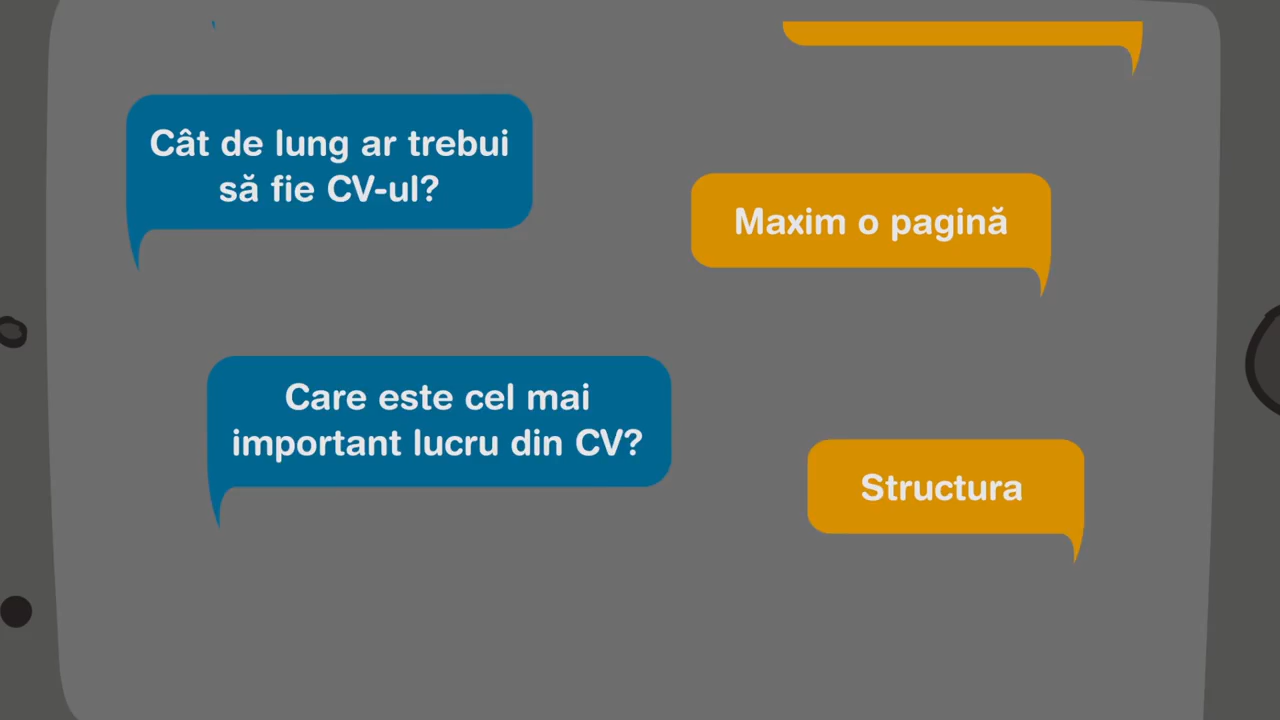 Cât de lung ar trebui
să fie CV-ul?
Maxim o pagină
Care este cel mai
important lucru din CV?
Structura